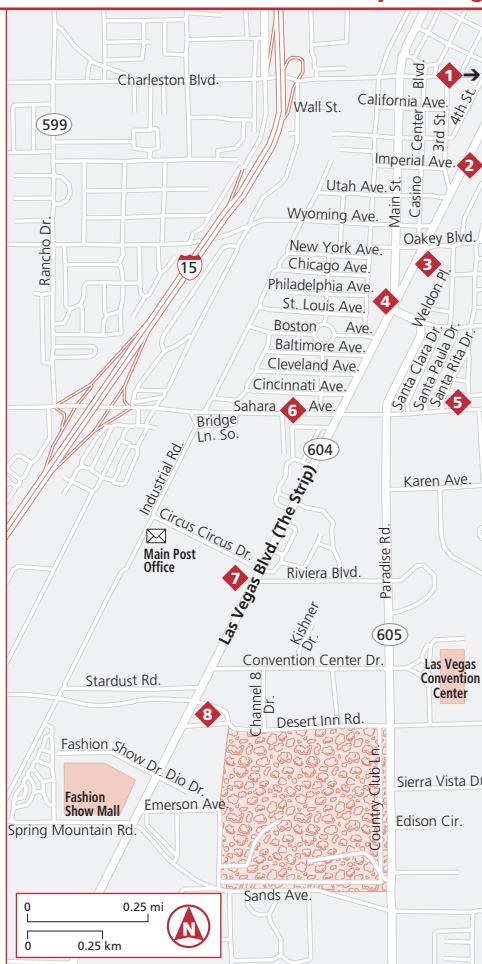 Charleston Blvd.
1
Wall St.
California Ave.
Casino Center Blvd.
3rd St.
4th St.
599
Imperial Ave.
2
Utah Ave.
Main St.
Wyoming Ave.
Rancho Dr.
New York Ave.
Oakey Blvd.
15
Chicago Ave.
3
Philadelphia Ave.
Weldon Pl.
St. Louis Ave.
4
Boston Ave.
Baltimore Ave.
Santa Clara Dr.
Santa Paula Dr.
Santa Rita Dr.
Cleveland Ave.
Cincinnati Ave.
Sahara Ave.
6
5
Bridge
Ln. So.
604
Industrial Rd.
Karen Ave.
Circus Circus Dr.
Main Post
Office
Las Vegas Blvd. (The Strip)
Paradise Rd.
7
Riviera Blvd.
Kishner
Dr.
605
Convention Center Dr.
Las Vegas
Convention
Center
Stardust Rd.
Channel 8
Dr.
8
Desert Inn Rd.
Fashion Show Dr.
Dio Dr.
Country Club Ln.
Sierra Vista Dr
Fashion
Show Mall
Emerson Ave.
Edison Cir.
Spring Mountain Rd.
Sands Ave.
0 0.25 mi
0 0.25 km
N